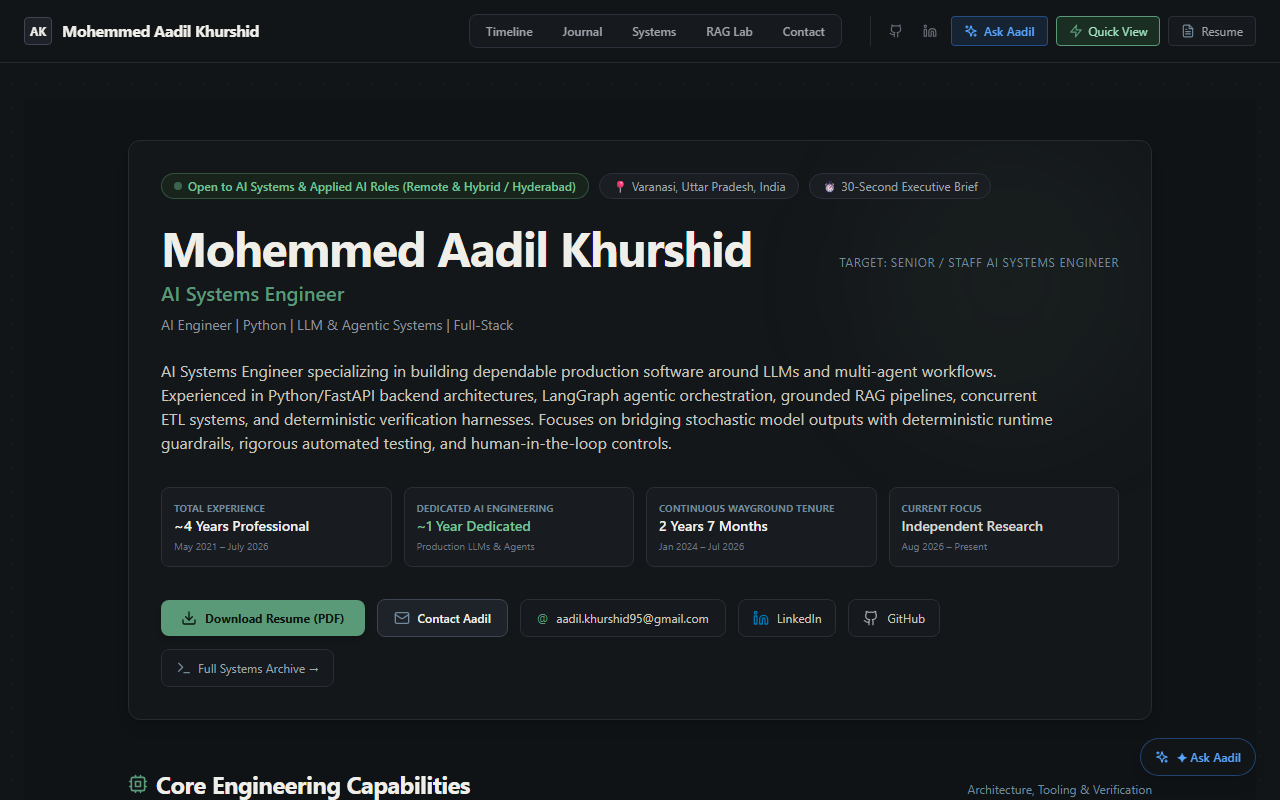 AK Mohemmed Aadil Khurshid
Timeline Journal Systems RAG Lab Contact
Ask Aadil
Quick View
Resume
Open to AI Systems & Applied AI Roles (Remote & Hybrid / Hyderabad)
Varanasi, Uttar Pradesh, India
30-Second Executive Brief
Mohemmed Aadil Khurshid
TARGET: SENIOR / STAFF AI SYSTEMS ENGINEER
AI Systems Engineer
AI Engineer | Python | LLM & Agentic Systems | Full-Stack
AI Systems Engineer specializing in building dependable production software around LLMs and multi-agent workflows.
Experienced in Python/FastAPI backend architectures, LangGraph agentic orchestration, grounded RAG pipelines, concurrent
ETL systems, and deterministic verification harnesses. Focuses on bridging stochastic model outputs with deterministic runtime
guardrails, rigorous automated testing, and human-in-the-loop controls.
TOTAL EXPERIENCE
~4 Years Professional
May 2021 – July 2026
DEDICATED AI ENGINEERING
~1 Year Dedicated
Production LLMs & Agents
CONTINUOUS WAYGROUND TENURE
2 Years 7 Months
Jan 2024 – Jul 2026
CURRENT FOCUS
Independent Research
Aug 2026 – Present
Download Resume (PDF)
Contact Aadil
@ aadil.khurshid95@gmail.com
LinkedIn
GitHub
Full Systems Archive →
✦ Ask Aadil
Core Engineering Capabilities
Architecture, Tooling & Verification